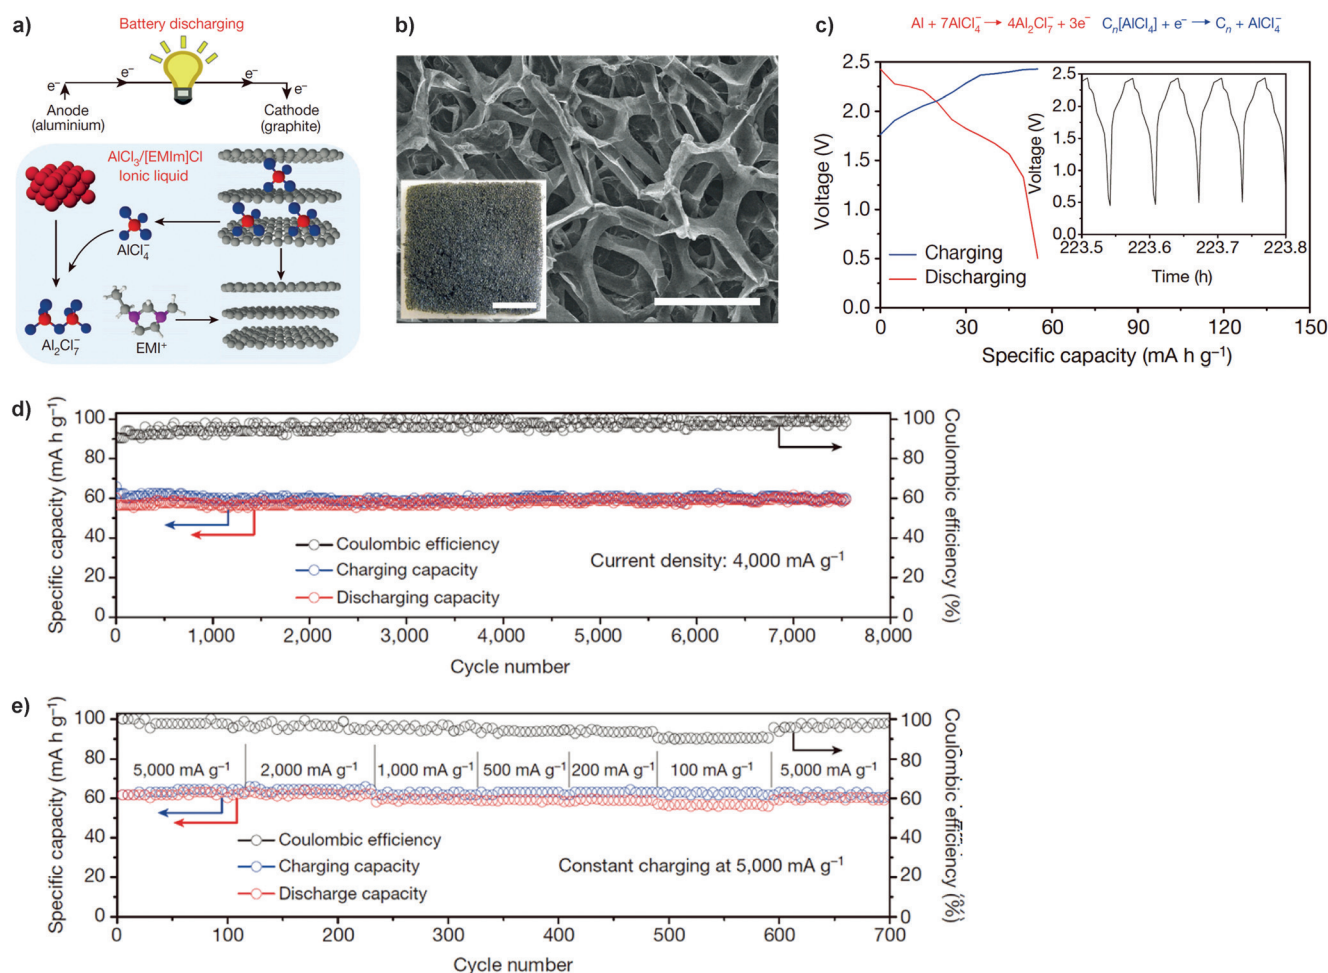 a)
Battery discharging
e⁻
e⁻
e⁻
e⁻
Anode
(aluminium)
Cathode
(graphite)
AlCl₃/[EMIm]Cl
Ionic liquid
AlCl₄⁻
Al₂Cl₇⁻
EMI⁺
b)
c)
Al + 7AlCl₄⁻ → 4Al₂Cl₇⁻ + 3e⁻
Cₙ[AlCl₄] + e⁻ → Cₙ + AlCl₄⁻
Voltage (V)
2.5
2.0
1.5
1.0
0.5
0.0
Charging
Discharging
0
30
60
90
120
150
Specific capacity (mA h g⁻¹)
Voltage (V)
2.5
2.0
1.5
1.0
0.5
0.0
223.5
223.6
223.7
223.8
Time (h)
d)
Specific capacity (mA h g⁻¹)
100
80
60
40
20
0
Coulombic efficiency
Charging capacity
Discharging capacity
Current density: 4,000 mA g⁻¹
100
80
60
40
20
0
Coulombic efficiency (%)
0
1,000
2,000
3,000
4,000
5,000
6,000
7,000
8,000
Cycle number
e)
Specific capacity (mA h g⁻¹)
100
80
60
40
20
0
5,000 mA g⁻¹
2,000 mA g⁻¹
1,000 mA g⁻¹
500 mA g⁻¹
200 mA g⁻¹
100 mA g⁻¹
5,000 mA g⁻¹
Coulombic efficiency
Charging capacity
Discharge capacity
Constant charging at 5,000 mA g⁻¹
100
80
60
40
20
0
Coulombic efficiency (%)
0
100
200
300
400
500
600
700
Cycle number